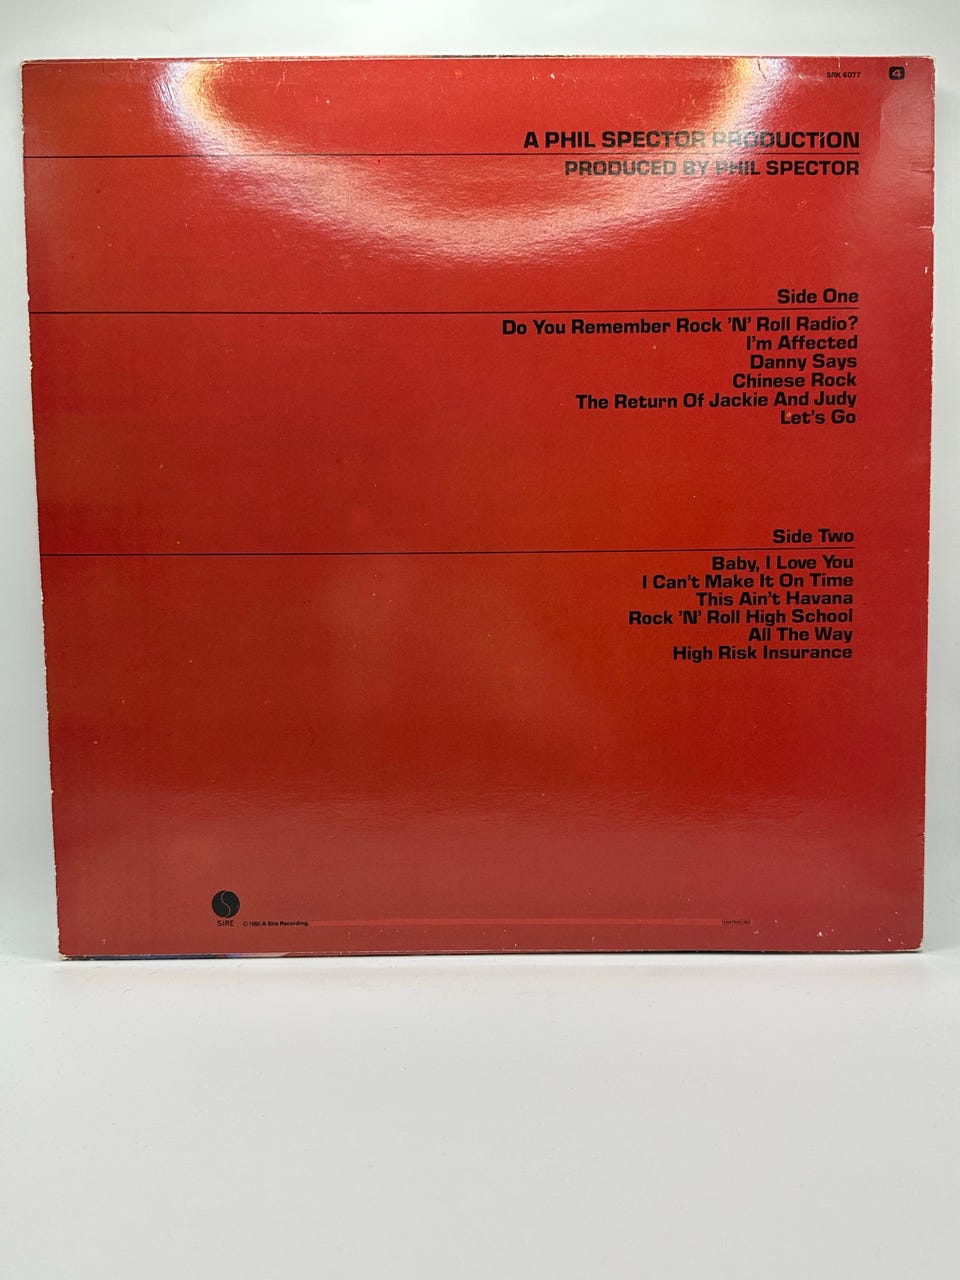 SRK 6077 4
A PHIL SPECTOR PRODUCTION
PRODUCED BY PHIL SPECTOR
Side One
Do You Remember Rock 'N' Roll Radio?
I'm Affected
Danny Says
Chinese Rock
The Return Of Jackie And Judy
Let's Go
Side Two
Baby, I Love You
I Can't Make It On Time
This Ain't Havana
Rock 'N' Roll High School
All The Way
High Risk Insurance
SIRE © 1980 A Sire Recording.